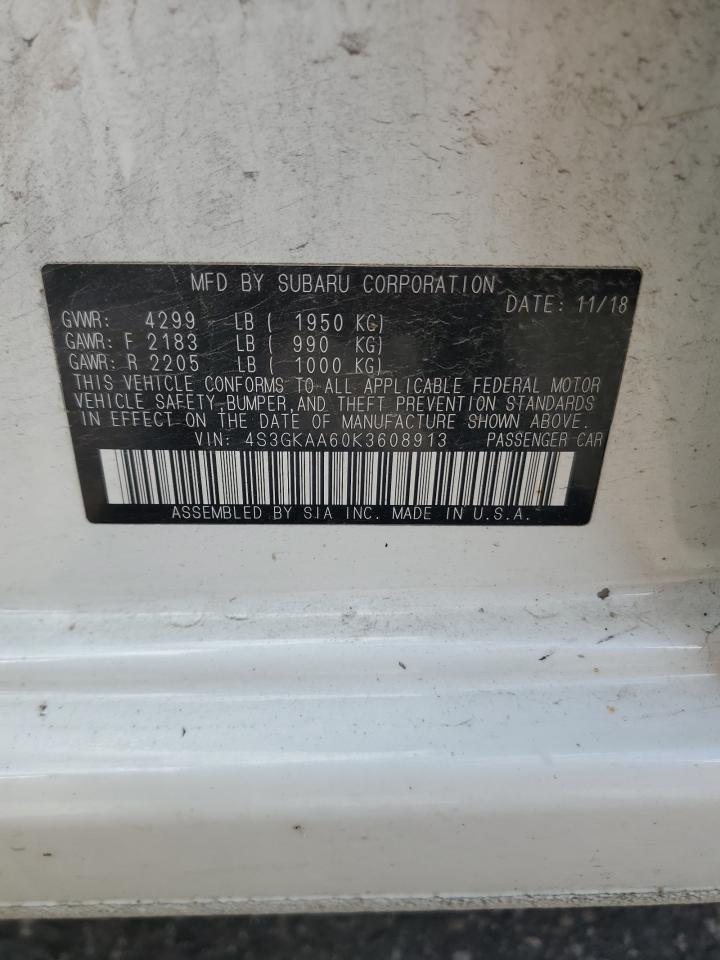 MFD BY SUBARU CORPORATION
DATE: 11/18
GVWR: 4299 LB ( 1950 KG)
GAWR: F 2183 LB ( 990 KG)
GAWR: R 2205 LB ( 1000 KG)
THIS VEHICLE CONFORMS TO ALL APPLICABLE FEDERAL MOTOR
VEHICLE SAFETY,BUMPER,AND THEFT PREVENTION STANDARDS
IN EFFECT ON THE DATE OF MANUFACTURE SHOWN ABOVE.
VIN: 4S3GKAA60K3608913 PASSENGER CAR
ASSEMBLED BY SIA INC. MADE IN U.S.A.